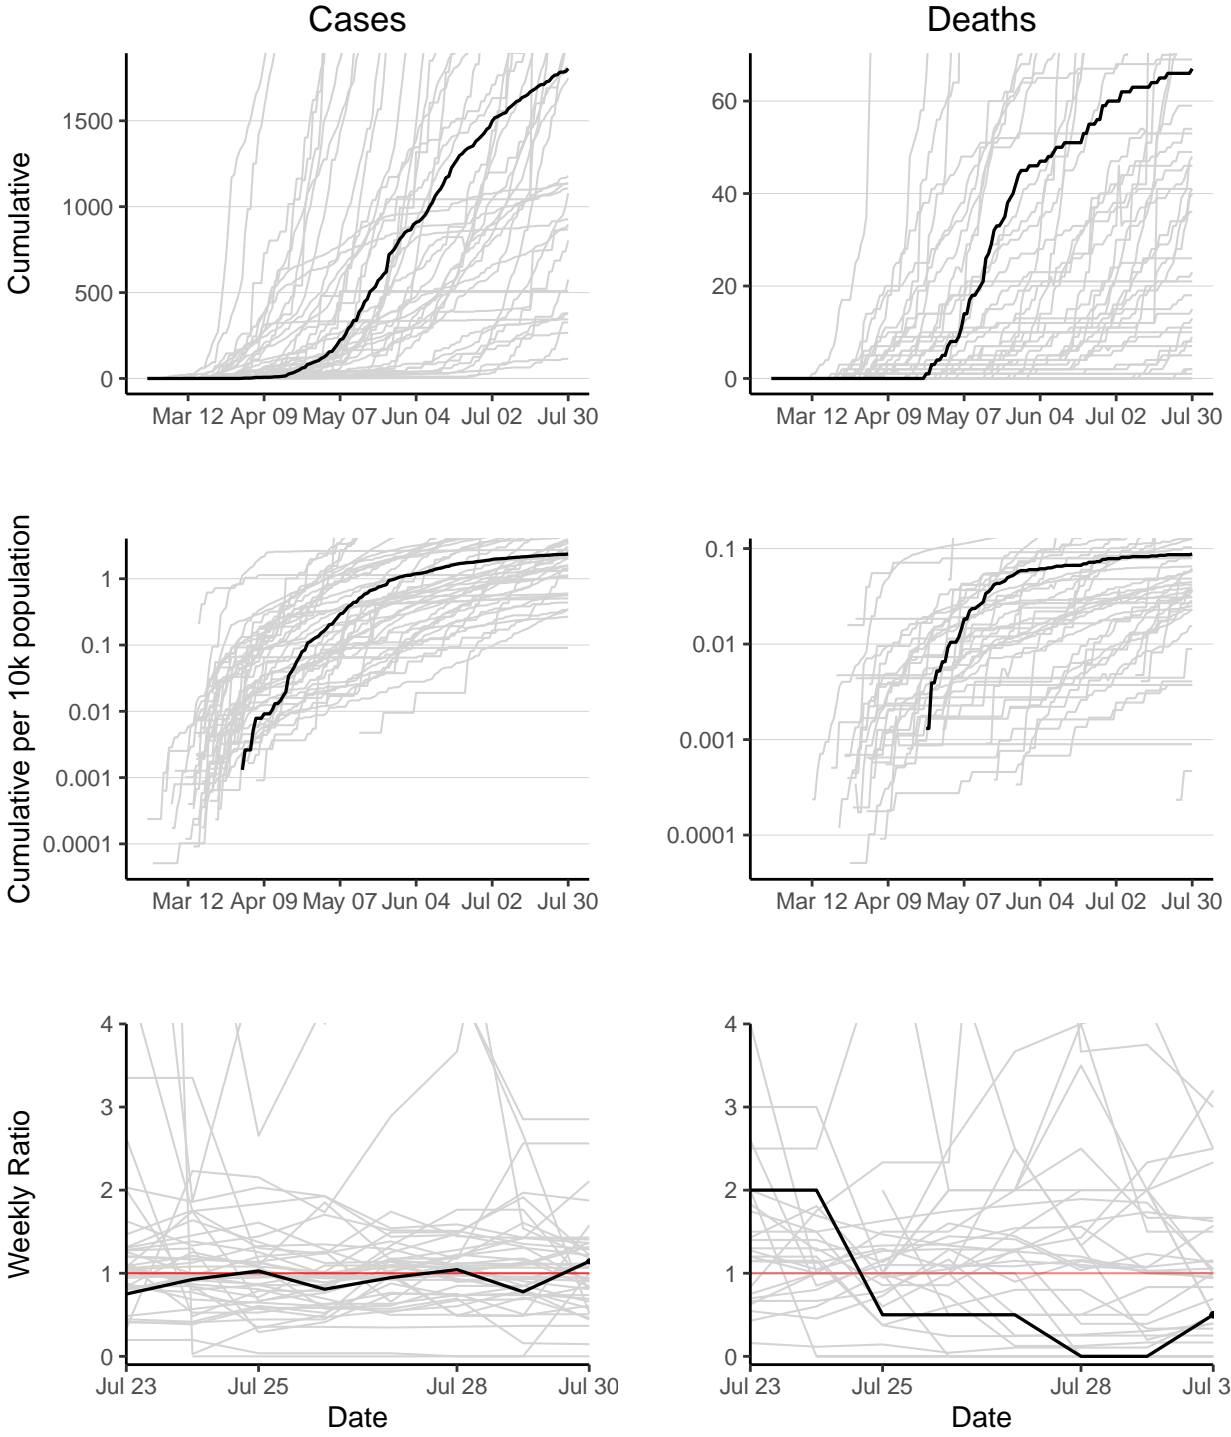 Cases
Deaths
Cumulative
1500
1000
500
0
Mar 12 Apr 09 May 07 Jun 04 Jul 02 Jul 30
60
40
20
0
Mar 12 Apr 09 May 07 Jun 04 Jul 02 Jul 30
Cumulative per 10k population
1
0.1
0.01
0.001
0.0001
Mar 12 Apr 09 May 07 Jun 04 Jul 02 Jul 30
0.1
0.01
0.001
0.0001
Mar 12 Apr 09 May 07 Jun 04 Jul 02 Jul 30
Weekly Ratio
4
3
2
1
0
Jul 23 Jul 25 Jul 28 Jul 30
Date
4
3
2
1
0
Jul 23 Jul 25 Jul 28 Jul 3
Date